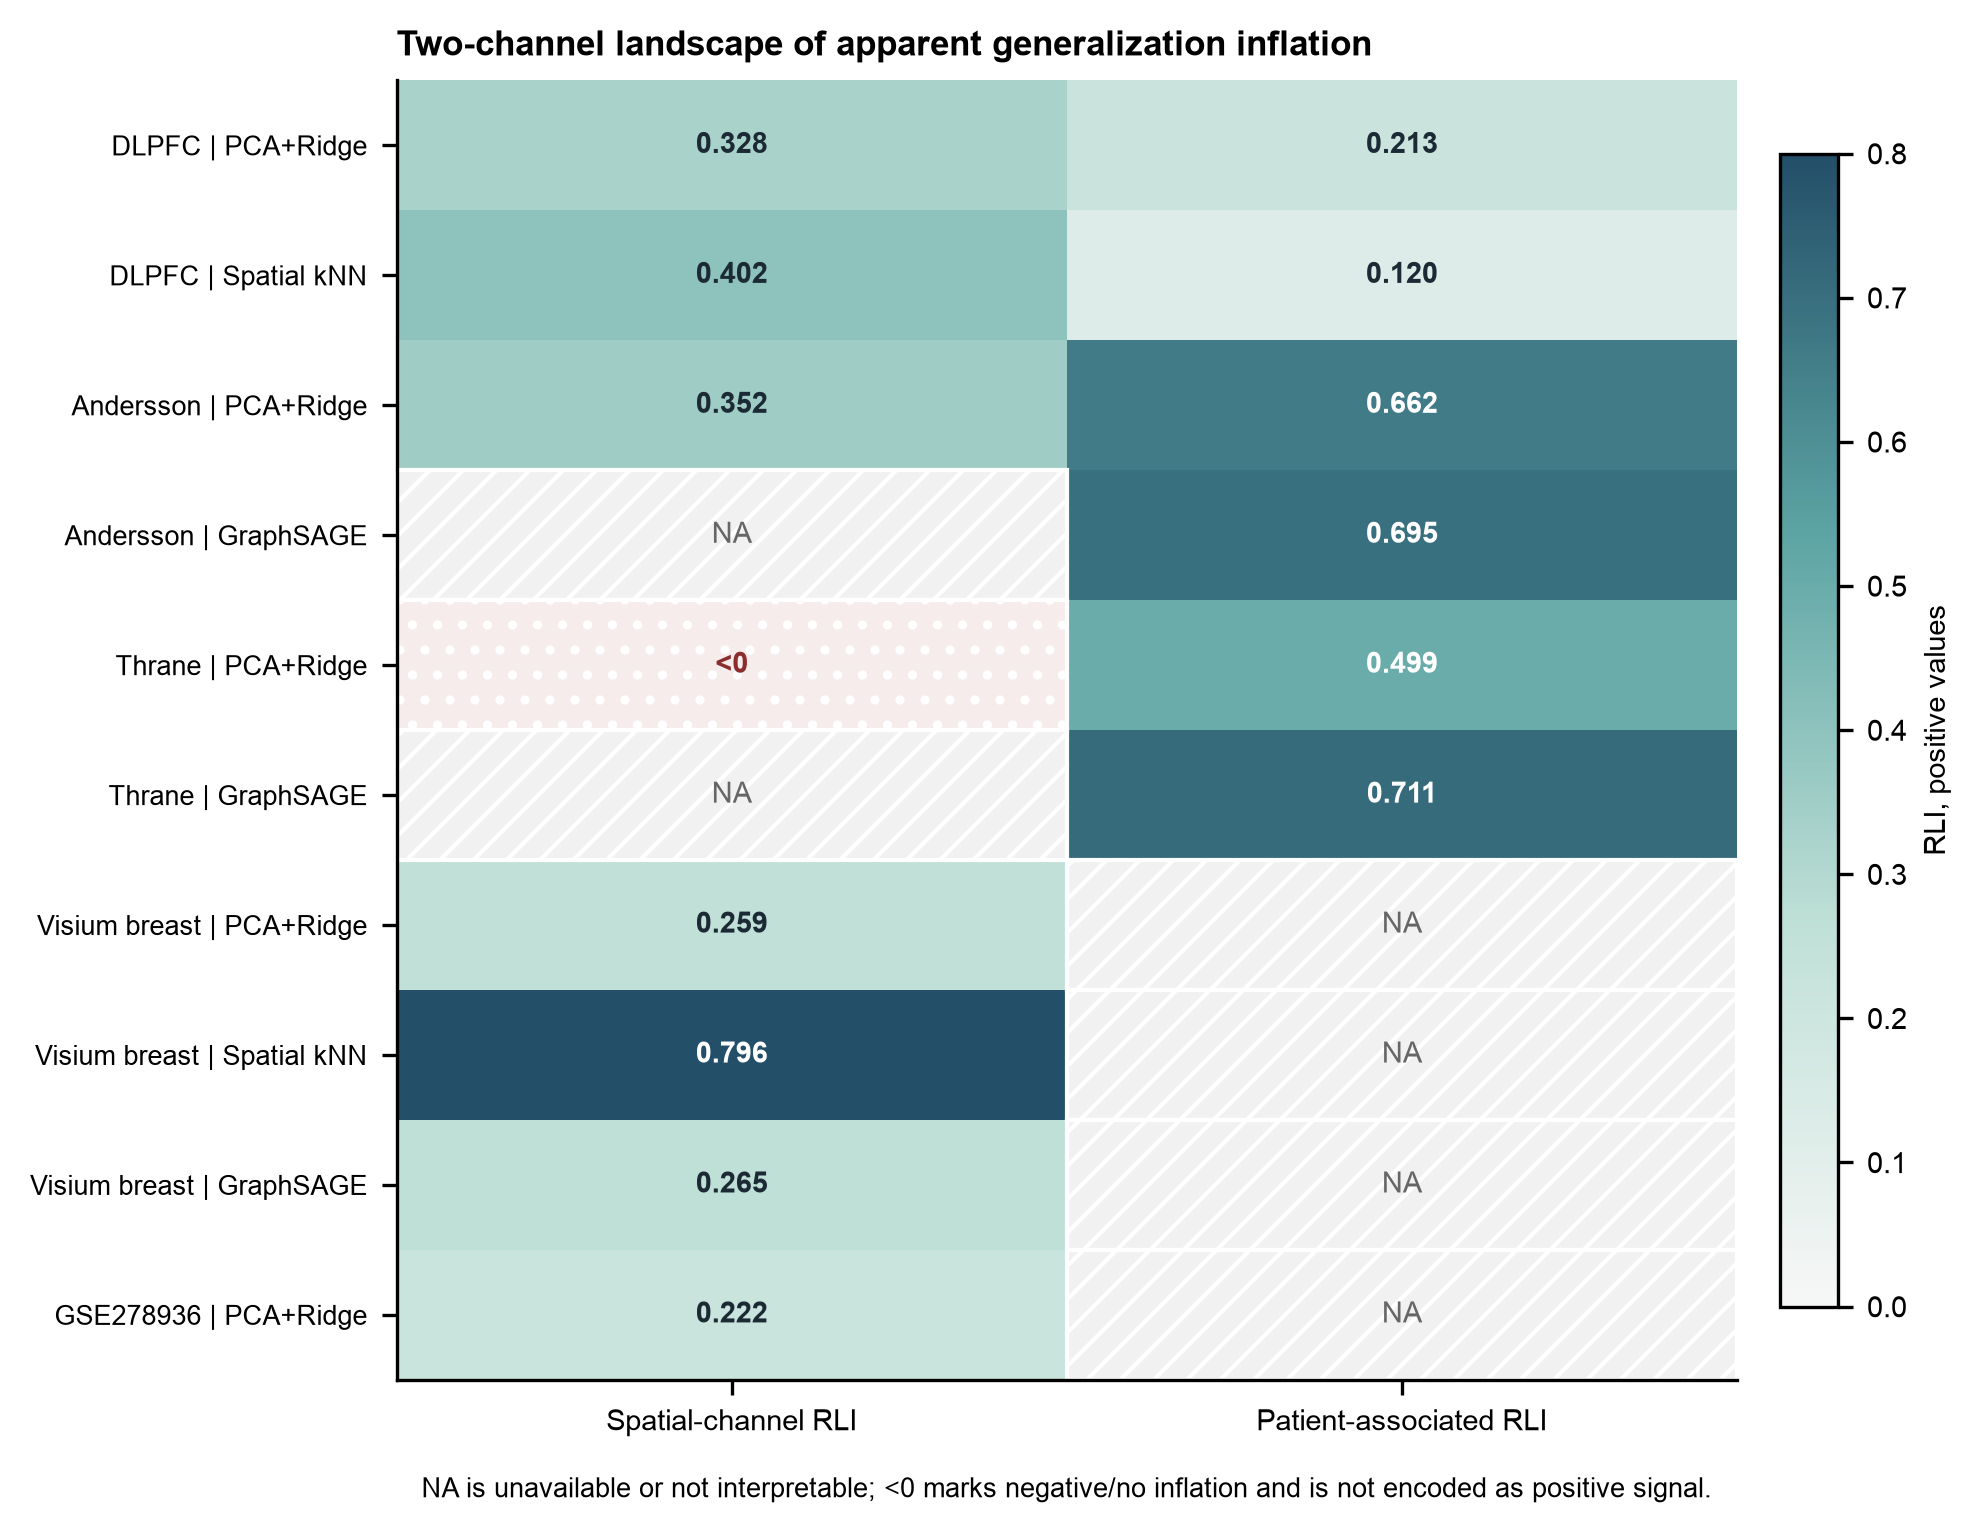 Two-channel landscape of apparent generalization inflation
DLPFC | PCA+Ridge 0.328 0.213
DLPFC | Spatial kNN 0.402 0.120
Andersson | PCA+Ridge 0.352 0.662
Andersson | GraphSAGE NA 0.695
Thrane | PCA+Ridge <0 0.499
Thrane | GraphSAGE NA 0.711
Visium breast | PCA+Ridge 0.259 NA
Visium breast | Spatial kNN 0.796 NA
Visium breast | GraphSAGE 0.265 NA
GSE278936 | PCA+Ridge 0.222 NA
Spatial-channel RLI Patient-associated RLI
0.8
0.7
0.6
0.5
0.4
0.3
0.2
0.1
0.0
RLI, positive values
NA is unavailable or not interpretable; <0 marks negative/no inflation and is not encoded as positive signal.